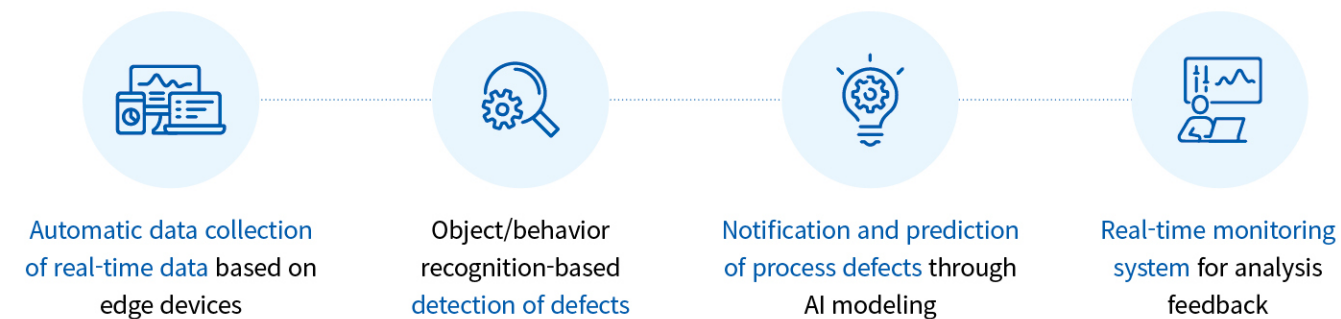 Automatic data collection
of real-time data based on
edge devices
Object/behavior
recognition-based
detection of defects
Notification and prediction
of process defects through
AI modeling
Real-time monitoring
system for analysis
feedback